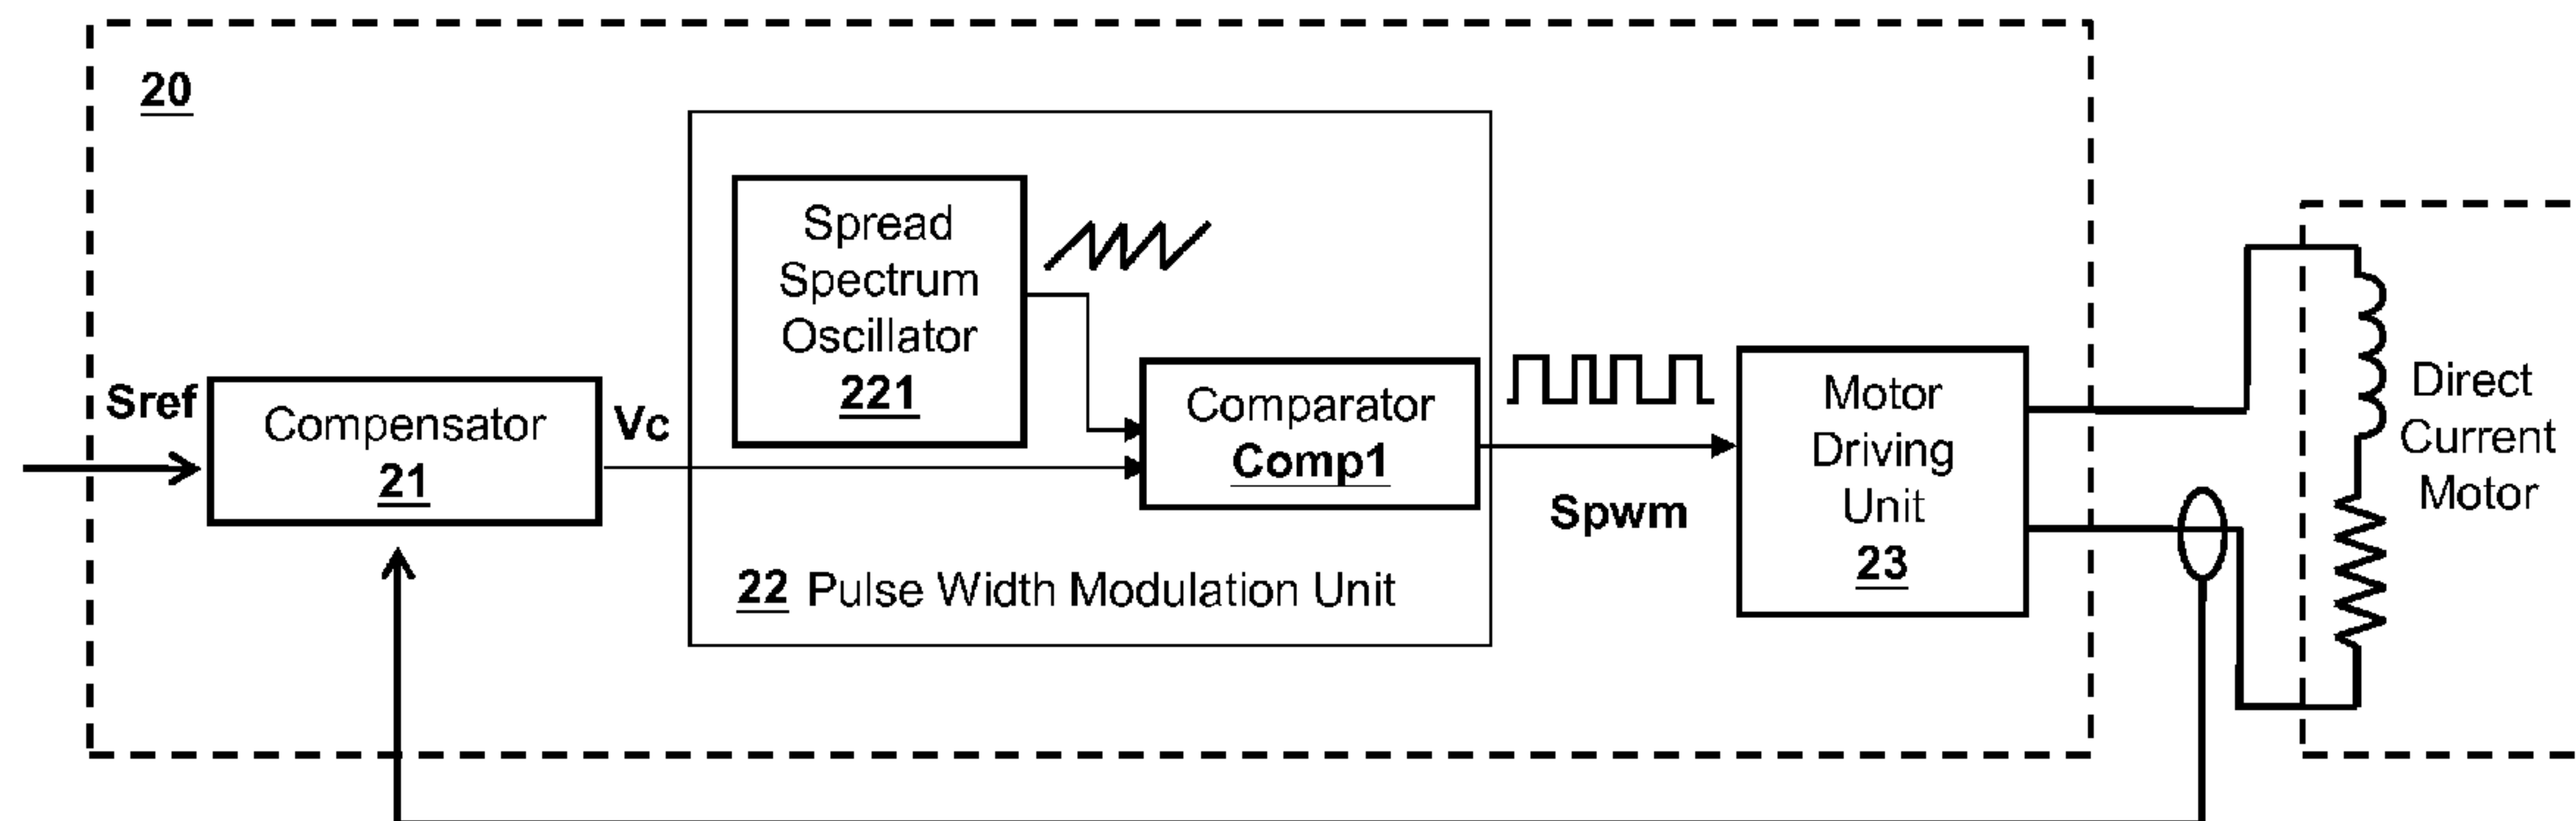 20
Sref
Compensator
21
Vc
Spread
Spectrum
Oscillator
221
Comparator
Comp1
22 Pulse Width Modulation Unit
Spwm
Motor
Driving
Unit
23
Direct
Current
Motor